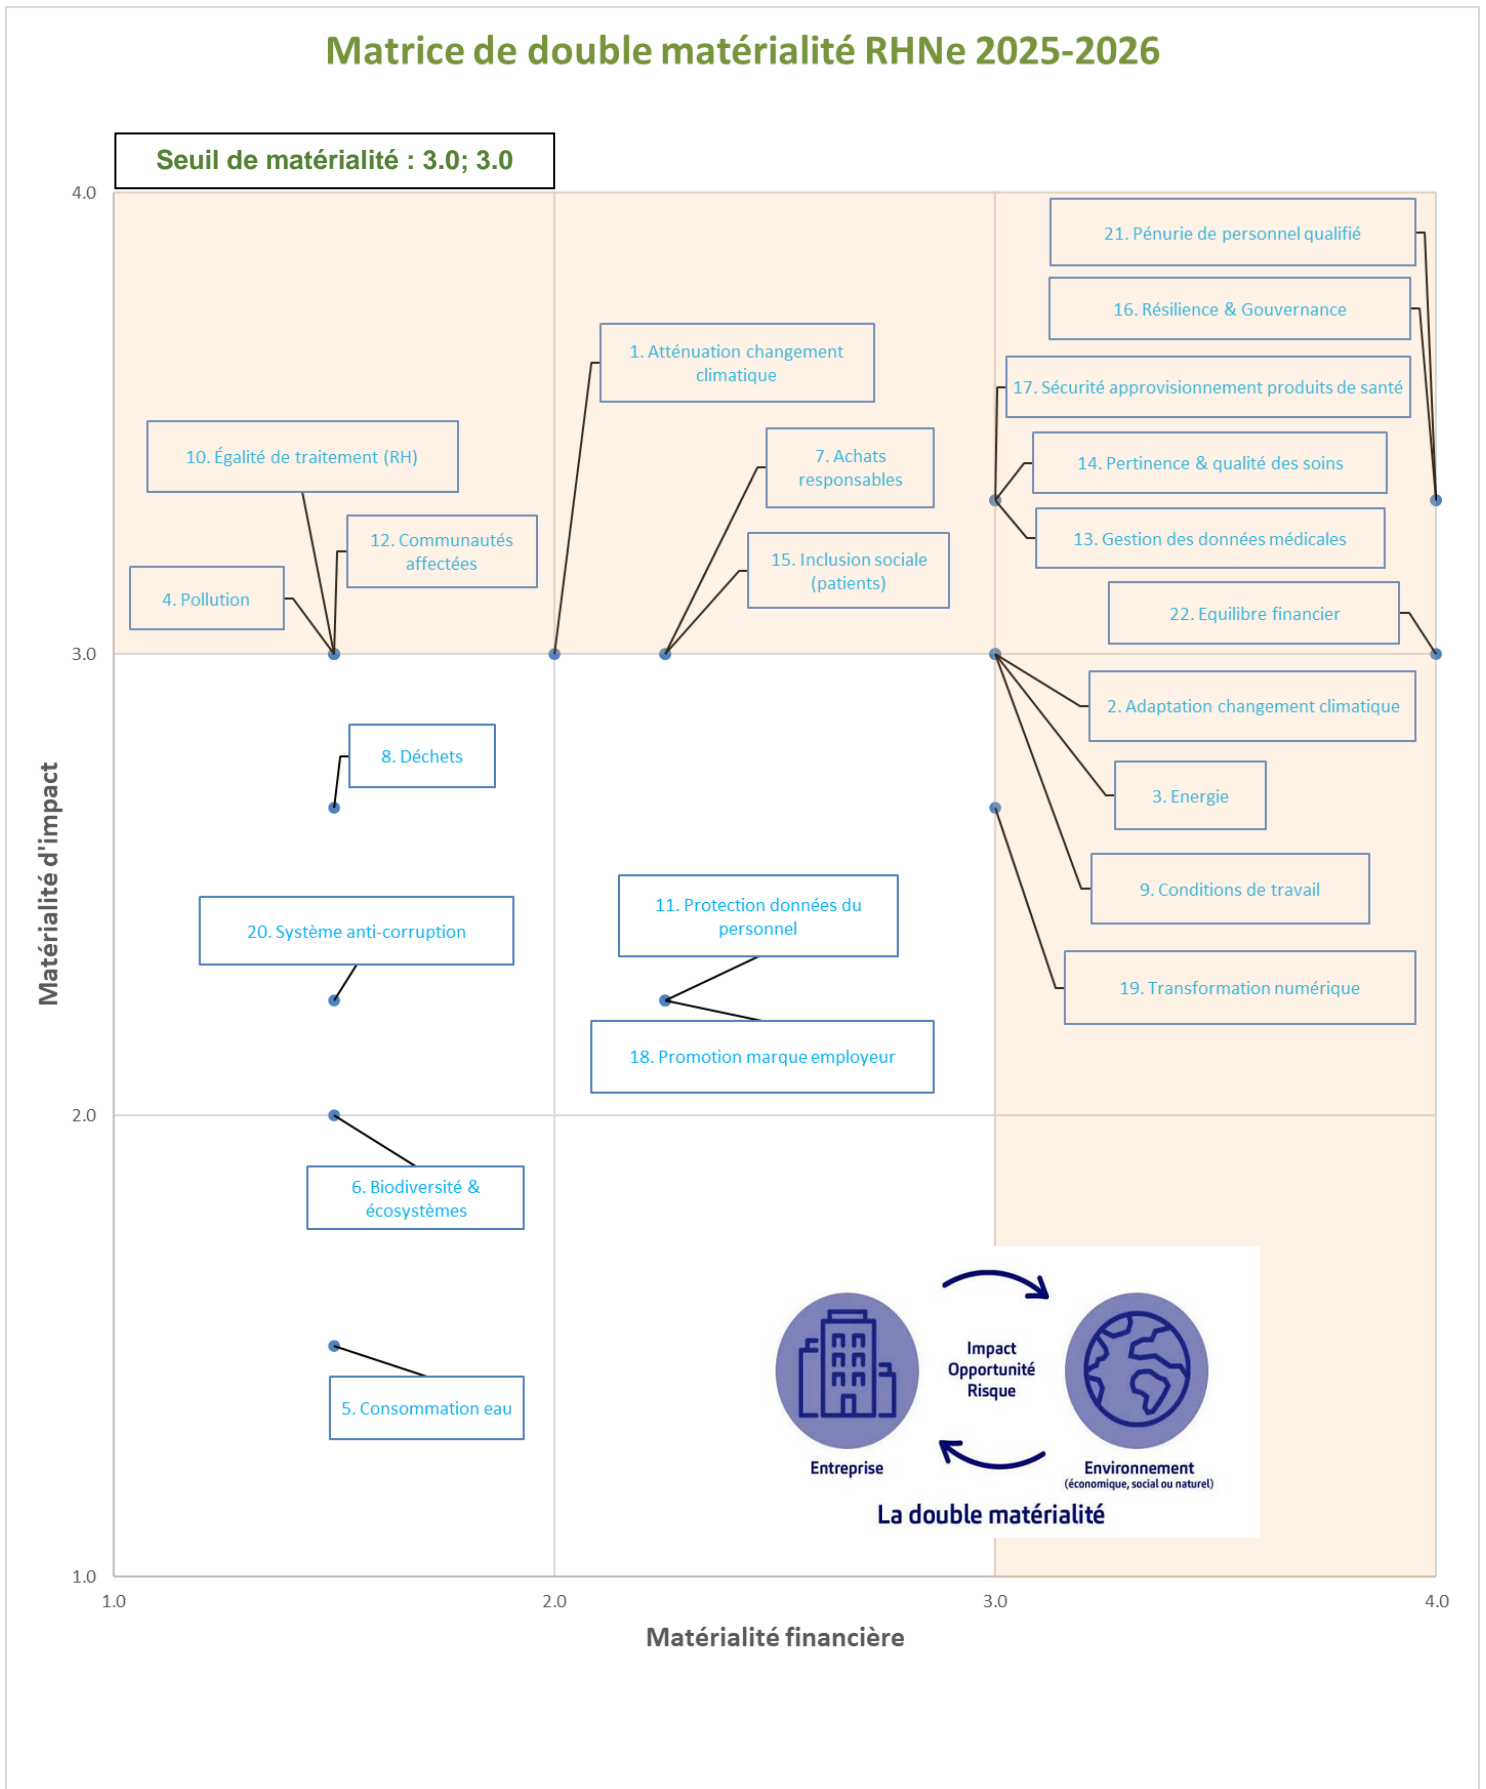 Matrice de double matérialité RHNe 2025-2026
Seuil de matérialité : 3.0; 3.0
4.0
21. Pénurie de personnel qualifié
16. Résilience & Gouvernance
1. Atténuation changement
climatique
17. Sécurité approvisionnement produits de santé
10. Égalité de traitement (RH)
7. Achats
responsables
14. Pertinence & qualité des soins
12. Communautés
affectées
13. Gestion des données médicales
15. Inclusion sociale
(patients)
4. Pollution
22. Equilibre financier
3.0
2. Adaptation changement climatique
8. Déchets
3. Energie
Matérialité d'impact
9. Conditions de travail
11. Protection données du
personnel
20. Système anti-corruption
19. Transformation numérique
18. Promotion marque employeur
2.0
6. Biodiversité &
écosystèmes
Impact
Opportunité
Risque
5. Consommation eau
Entreprise
Environnement
(économique, social ou naturel)
La double matérialité
1.0
1.0
2.0
3.0
4.0
Matérialité financière